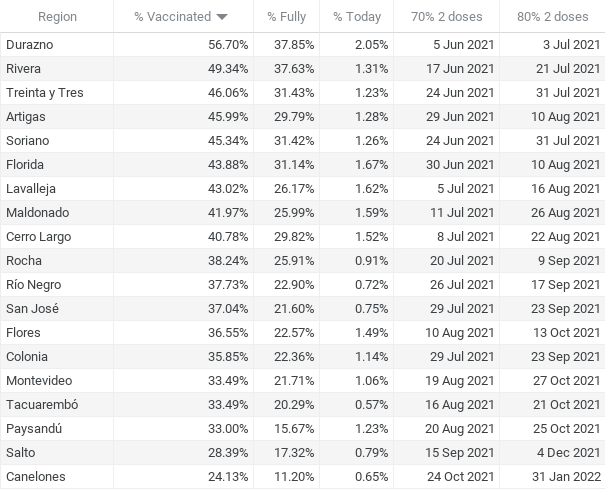 Region % Vaccinated % Fully % Today 70% 2 doses 80% 2 doses
Durazno 56.70% 37.85% 2.05% 5 Jun 2021 3 Jul 2021
Rivera 49.34% 37.63% 1.31% 17 Jun 2021 21 Jul 2021
Treinta y Tres 46.06% 31.43% 1.23% 24 Jun 2021 31 Jul 2021
Artigas 45.99% 29.79% 1.28% 29 Jun 2021 10 Aug 2021
Soriano 45.34% 31.42% 1.26% 24 Jun 2021 31 Jul 2021
Florida 43.88% 31.14% 1.67% 30 Jun 2021 10 Aug 2021
Lavalleja 43.02% 26.17% 1.62% 5 Jul 2021 16 Aug 2021
Maldonado 41.97% 25.99% 1.59% 11 Jul 2021 26 Aug 2021
Cerro Largo 40.78% 29.82% 1.52% 8 Jul 2021 22 Aug 2021
Rocha 38.24% 25.91% 0.91% 20 Jul 2021 9 Sep 2021
Río Negro 37.73% 22.90% 0.72% 26 Jul 2021 17 Sep 2021
San José 37.04% 21.60% 0.75% 29 Jul 2021 23 Sep 2021
Flores 36.55% 22.57% 1.49% 10 Aug 2021 13 Oct 2021
Colonia 35.85% 22.36% 1.14% 29 Jul 2021 23 Sep 2021
Montevideo 33.49% 21.71% 1.06% 19 Aug 2021 27 Oct 2021
Tacuarembó 33.49% 20.29% 0.57% 16 Aug 2021 21 Oct 2021
Paysandú 33.00% 15.67% 1.23% 20 Aug 2021 25 Oct 2021
Salto 28.39% 17.32% 0.79% 15 Sep 2021 4 Dec 2021
Canelones 24.13% 11.20% 0.65% 24 Oct 2021 31 Jan 2022